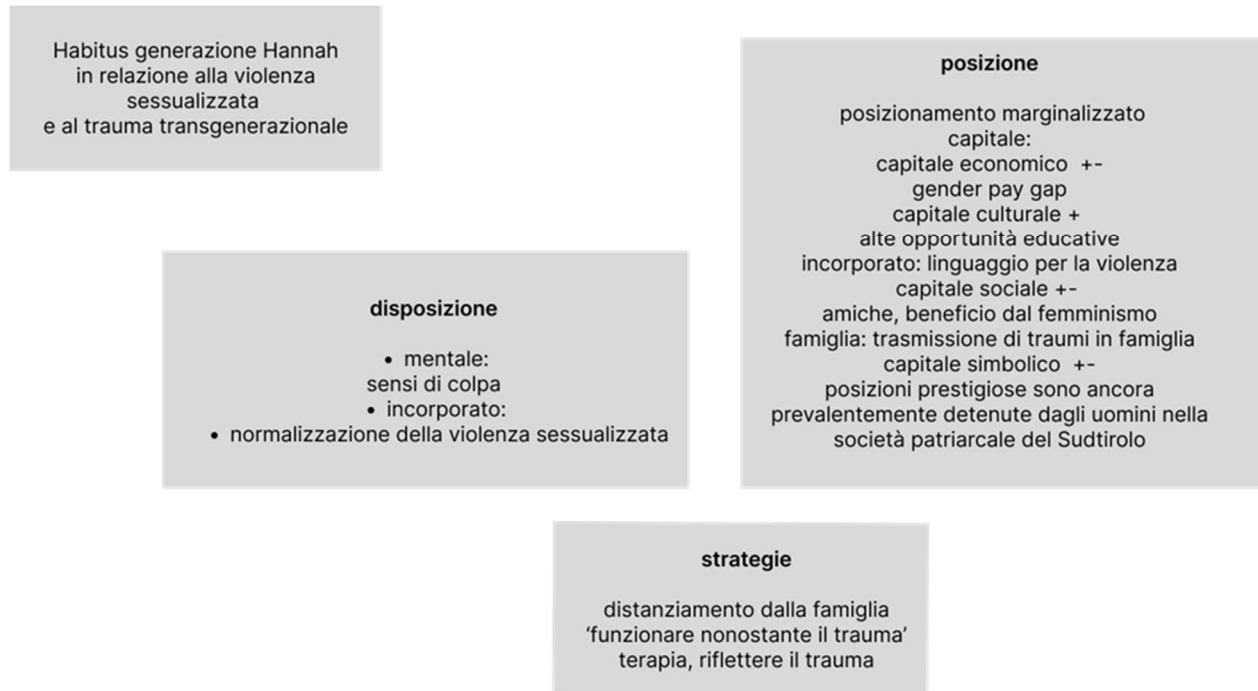 Habitus generazione Hannah
in relazione alla violenza
sessualizzata
e al trauma transgenerazionale
posizione
posizionamento marginalizzato
capitale:
capitale economico +-
gender pay gap
capitale culturale +
alte opportunità educative
incorporato: linguaggio per la violenza
capitale sociale +-
amiche, beneficio dal femminismo
famiglia: trasmissione di traumi in famiglia
capitale simbolico +-
posizioni prestigiose sono ancora
prevalentemente detenute dagli uomini nella
società patriarcale del Sudtirolo
disposizione
• mentale:
sensi di colpa
• incorporato:
• normalizzazione della violenza sessualizzata
strategie
distanziamento dalla famiglia
‘funzionare nonostante il trauma’
terapia, riflettere il trauma